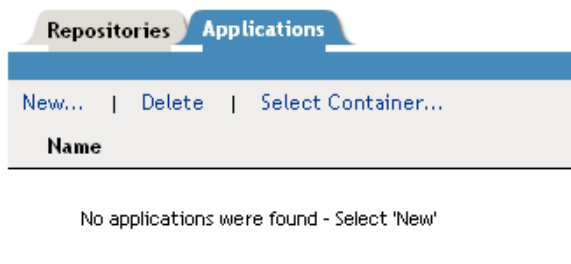 Repositories Applications
New... | Delete | Select Container...
Name
No applications were found - Select 'New'